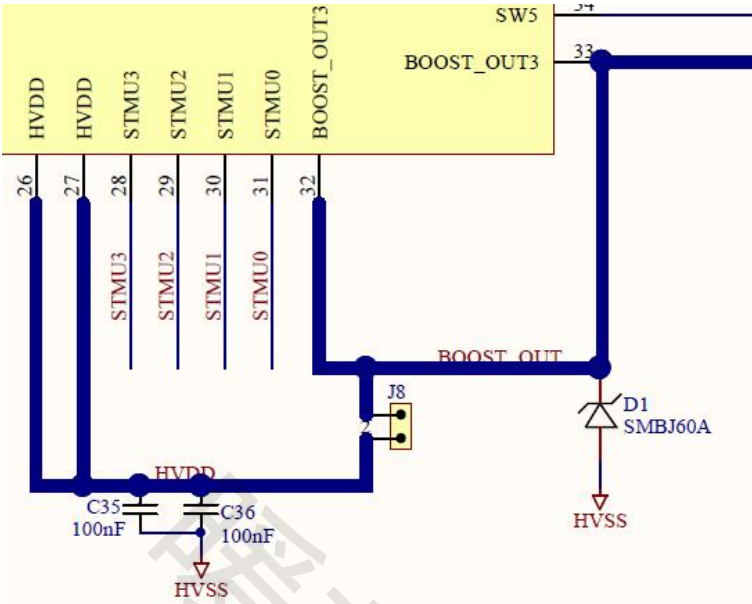 34
SW5
BOOST_OUT3
33
HVDD
HVDD
STMU3
STMU2
STMU1
STMU0
BOOST_OUT3
26
27
28
29
30
31
32
STMU3
STMU2
STMU1
STMU0
BOOST_OUT
J8
2
D1
SMBJ60A
HVDD
C35
100nF
C36
100nF
HVSS
HVSS